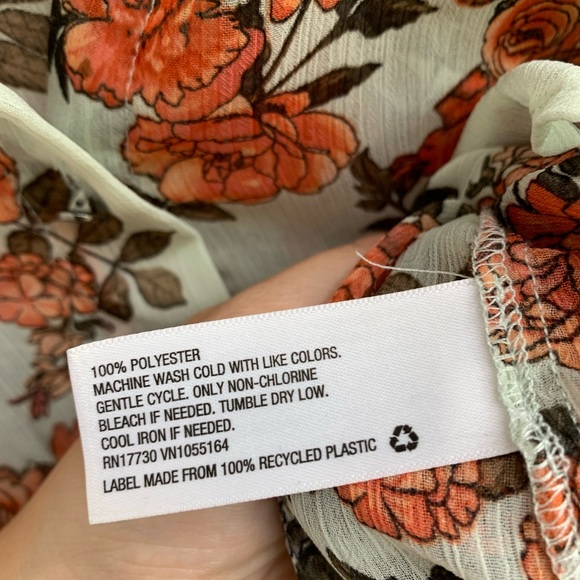 100% POLYESTER
MACHINE WASH COLD WITH LIKE COLORS.
GENTLE CYCLE. ONLY NON-CHLORINE
BLEACH IF NEEDED. TUMBLE DRY LOW.
COOL IRON IF NEEDED.
RN17730 VN1055164
LABEL MADE FROM 100% RECYCLED PLASTIC